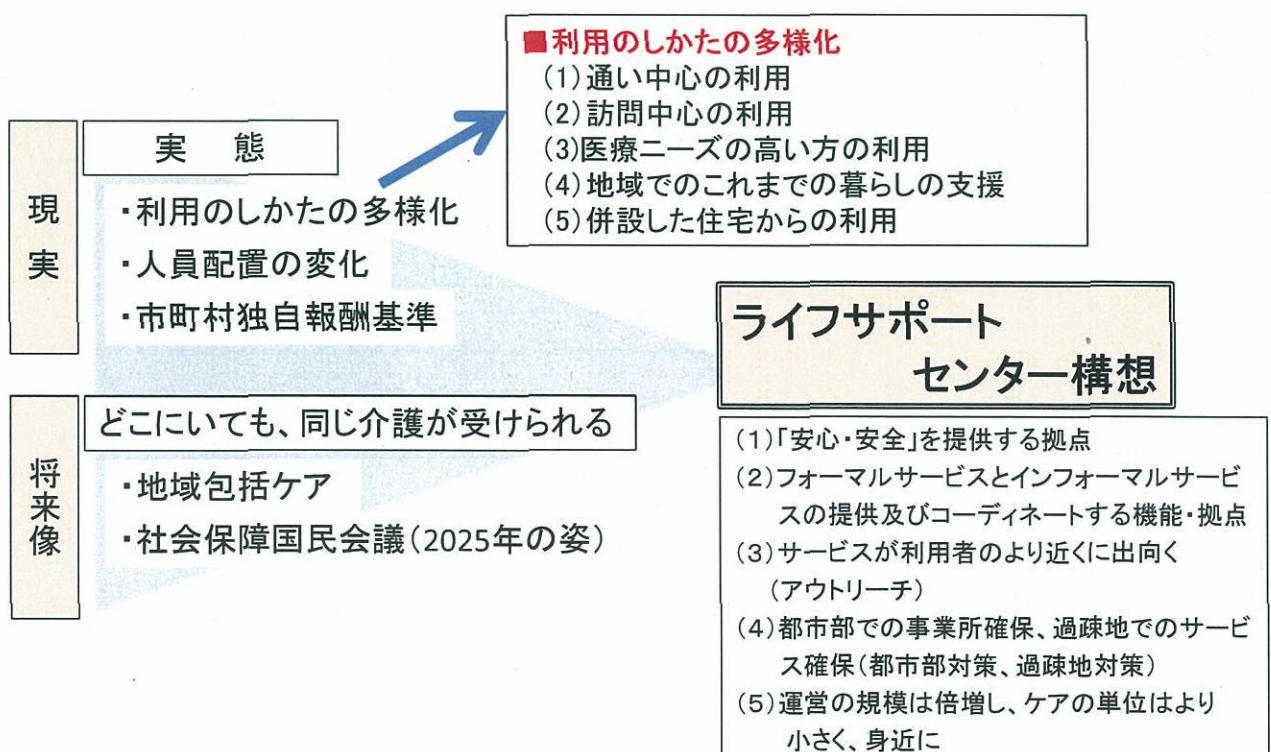 ■利用のしかたの多様化
(1)通い中心の利用
(2)訪問中心の利用
(3)医療ニーズの高い方の利用
(4)地域でのこれまでの暮らしの支援
(5)併設した住宅からの利用
現実
実　態
・利用のしかたの多様化
・人員配置の変化
・市町村独自報酬基準
将来像
どこにいても、同じ介護が受けられる
・地域包括ケア
・社会保障国民会議(2025年の姿)
ライフサポート
センター構想
(1)「安心・安全」を提供する拠点
(2)フォーマルサービスとインフォーマルサービ
スの提供及びコーディネートする機能・拠点
(3)サービスが利用者のより近くに出向く
(アウトリーチ)
(4)都市部での事業所確保、過疎地でのサービ
ス確保(都市部対策、過疎地対策)
(5)運営の規模は倍増し、ケアの単位はより
小さく、身近に